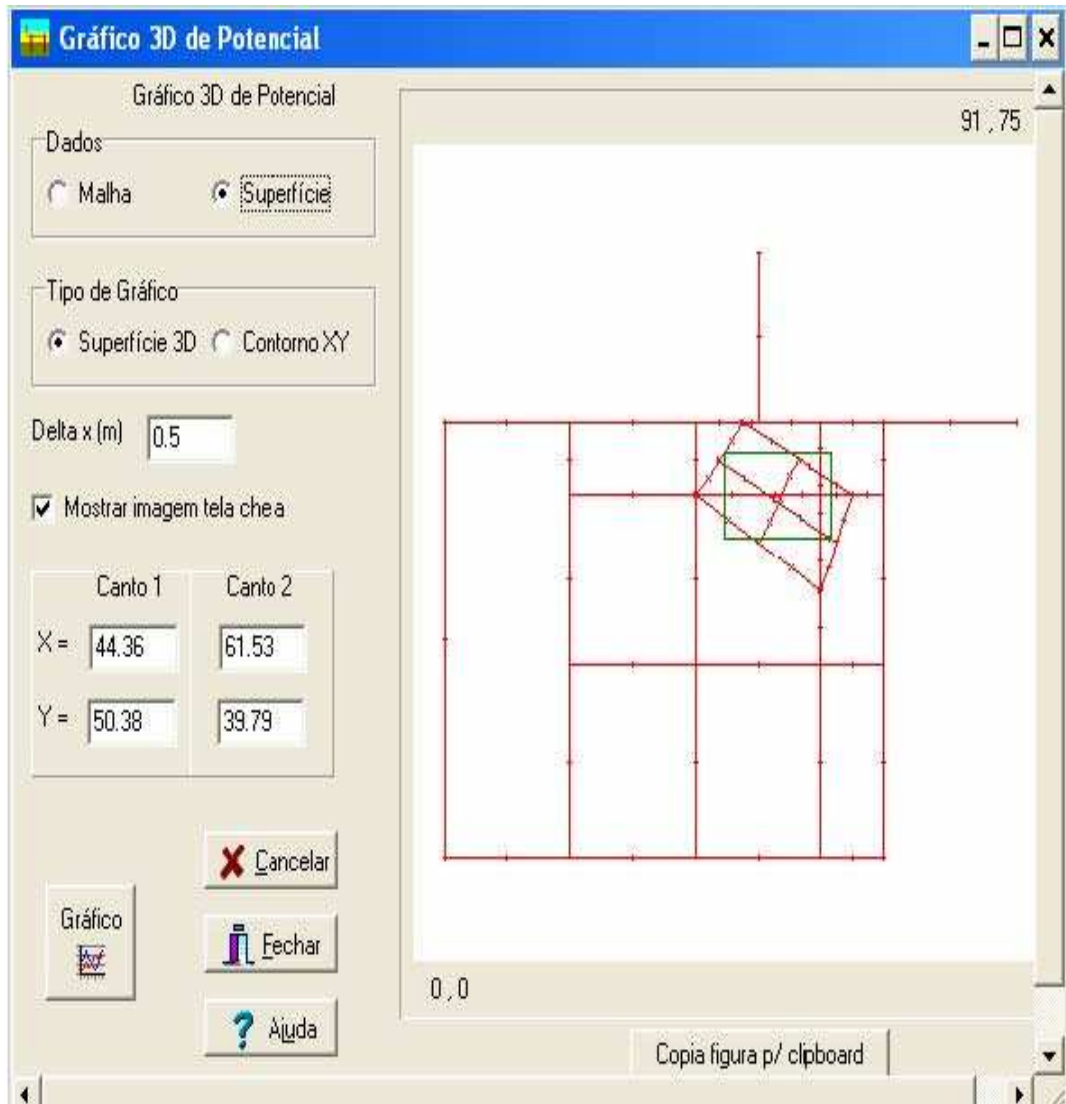 Gráfico 3D de Potencial
Gráfico 3D de Potencial
Dados
Malha Superfície
Tipo de Gráfico
Superfície 3D Contorno XY
Delta x (m) 0.5
Mostrar imagem tela cheia
Canto 1 Canto 2
X = 44.36 61.53
Y = 50.38 39.79
Gráfico
Cancelar
Fechar
Ajuda
91 , 75
0 , 0
Copia figura p/ clipboard